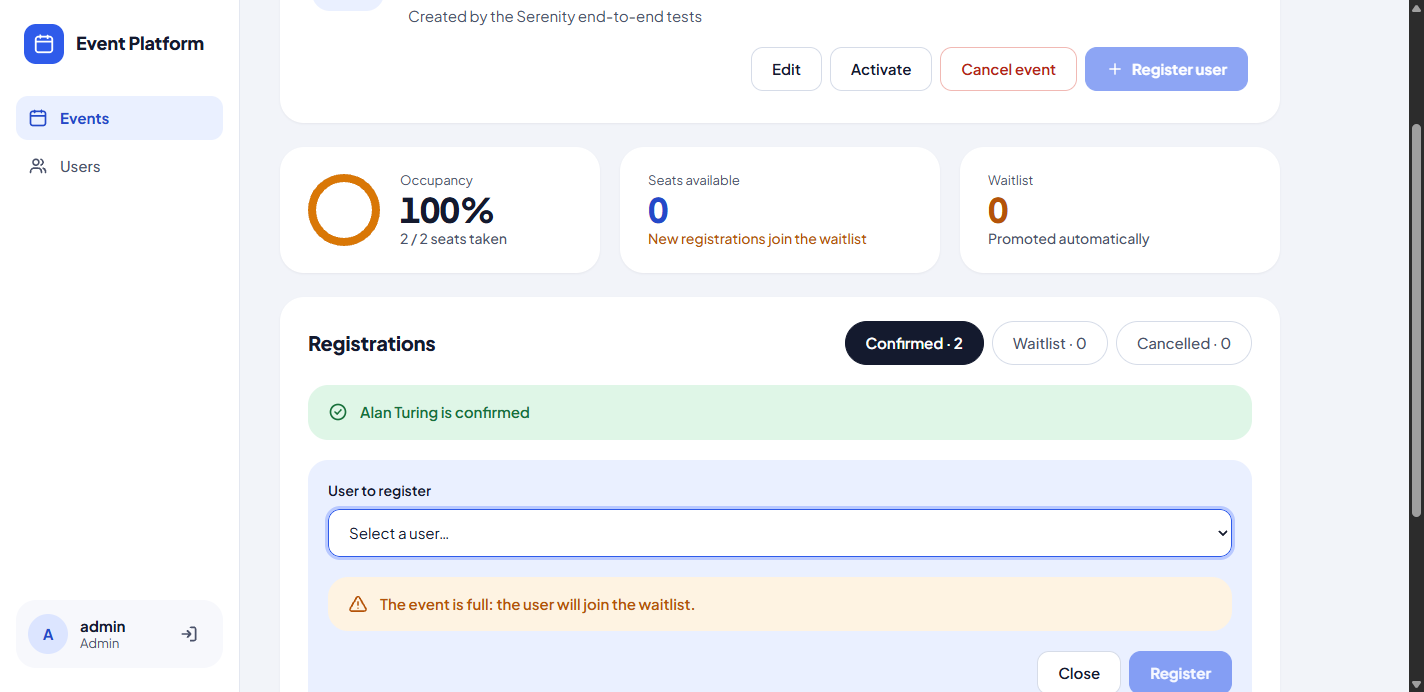 Event Platform
Events
Users
admin
A
Admin
Created by the Serenity end-to-end tests
Edit
Activate
Cancel event
+ Register user
Occupancy
100%
2 / 2 seats taken
Seats available
0
New registrations join the waitlist
Waitlist
0
Promoted automatically
Registrations
Confirmed · 2
Waitlist · 0
Cancelled · 0
Alan Turing is confirmed
User to register
Select a user...
The event is full: the user will join the waitlist.
Close
Register